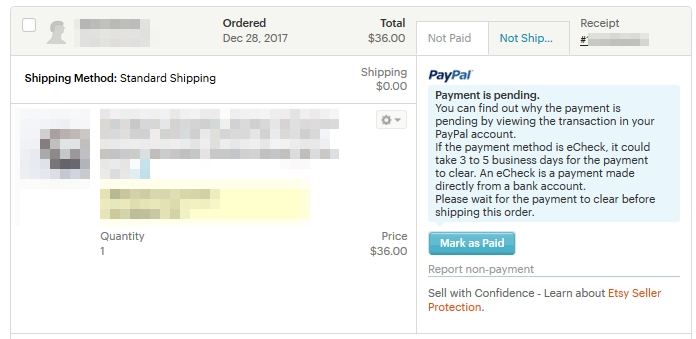 Ordered
Total
Not Paid
Not Ship...
Receipt
Dec 28, 2017
$36.00
#
Shipping Method: Standard Shipping
Shipping
$0.00
PayPal
Payment is pending.
You can find out why the payment is
pending by viewing the transaction in your
PayPal account.
If the payment method is eCheck, it could
take 3 to 5 business days for the payment
to clear. An eCheck is a payment made
directly from a bank account.
Please wait for the payment to clear before
shipping this order.
Mark as Paid
Quantity
Price
1
$36.00
Report non-payment
Sell with Confidence - Learn about Etsy Seller
Protection.